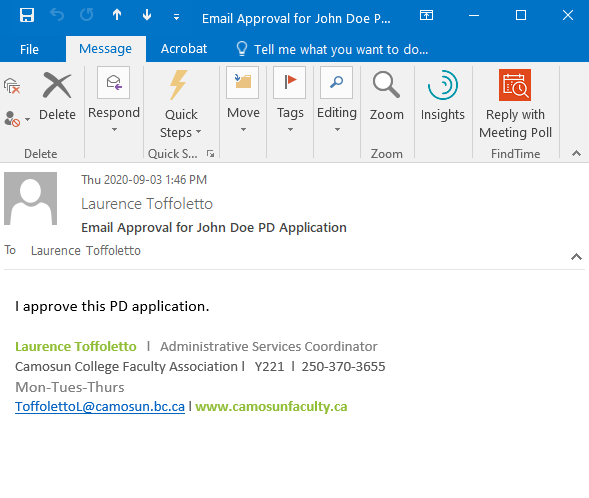 Email Approval for John Doe P D...
File Message Acrobat Tell me what you want to do...
Delete Respond Quick Steps Move Tags Editing Zoom Insights Reply with Meeting Poll
Delete Quick S... Zoom FindTime
Thu 2020-09-03 1:46 PM
Laurence Toffoletto
Email Approval for John Doe PD Application
To Laurence Toffoletto
I approve this PD application.
Laurence Toffoletto I Administrative Services Coordinator
Camosun College Faculty Association l Y221 l 250-370-3655
Mon-Tues-Thurs
ToffolettoL@camosun.bc.ca l www.camosunfaculty.ca